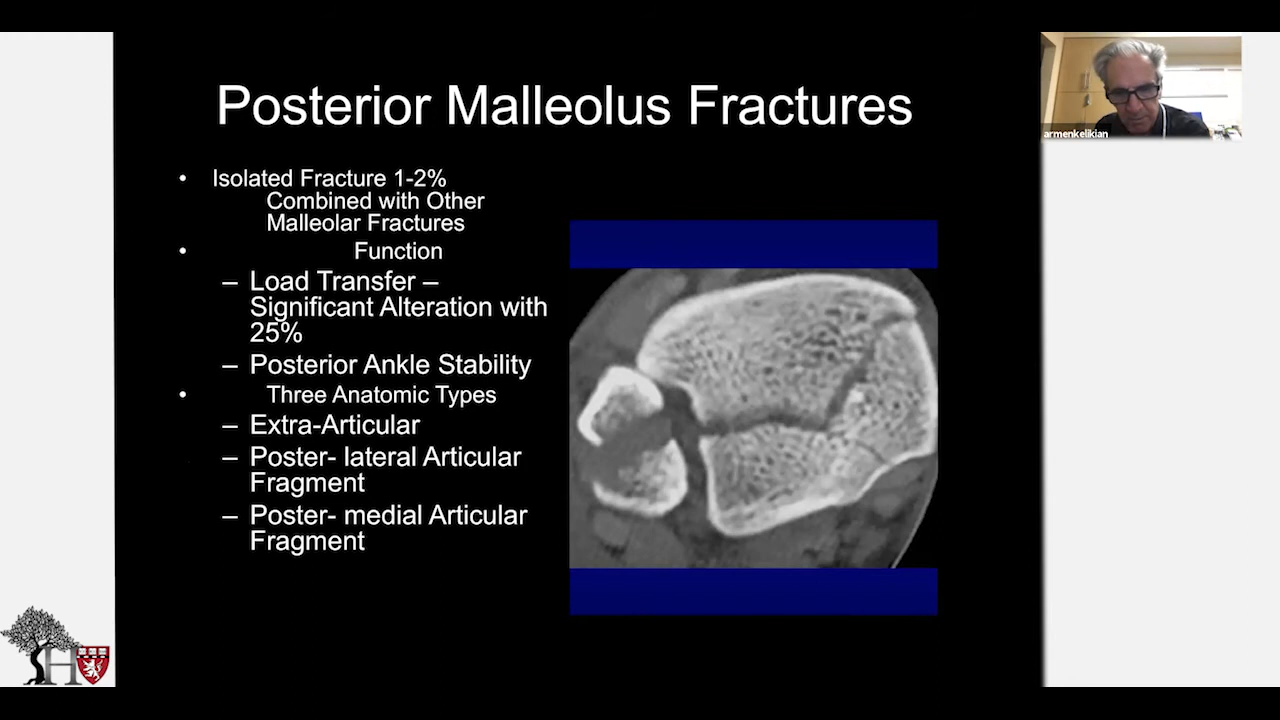 Posterior Malleolus Fractures
armenkelikian
• Isolated Fracture 1-2%
Combined with Other
Malleolar Fractures
• Function
– Load Transfer –
Significant Alteration with
25%
– Posterior Ankle Stability
• Three Anatomic Types
– Extra-Articular
– Poster- lateral Articular
Fragment
– Poster- medial Articular
Fragment
H